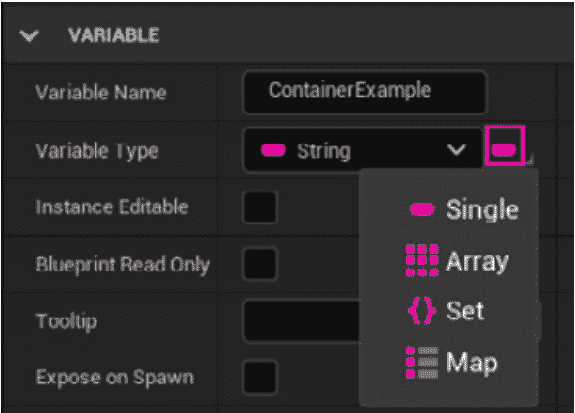 VARIABLE
Variable Name ContainerExample
Variable Type String
Single
Instance Editable
Array
Blueprint Read Only
Set
Tooltip
Map
Expose on Spawn